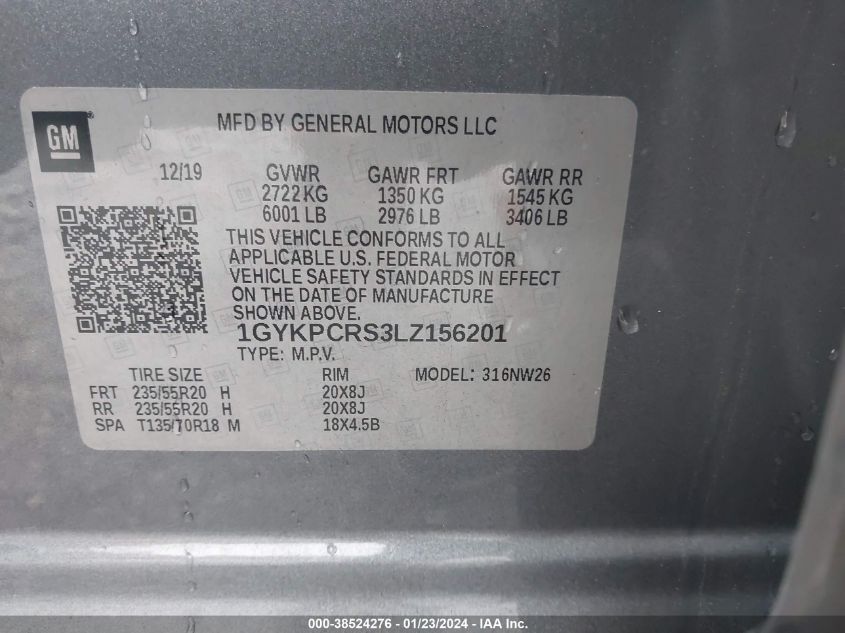 GM
MFD BY GENERAL MOTORS LLC
12/19 GVWR GAWR FRT GAWR RR
2722 KG 1350 KG 1545 KG
6001 LB 2976 LB 3406 LB
THIS VEHICLE CONFORMS TO ALL
APPLICABLE U.S. FEDERAL MOTOR
VEHICLE SAFETY STANDARDS IN EFFECT
ON THE DATE OF MANUFACTURE
SHOWN ABOVE.
1GYKPCRS3LZ156201
TYPE: M.P.V.
TIRE SIZE RIM MODEL: 316NW26
FRT 235/55R20 H 20X8J
RR 235/55R20 H 20X8J
SPA T135/70R18 M 18X4.5B
000-38524276 - 01/23/2024 - IAA Inc.